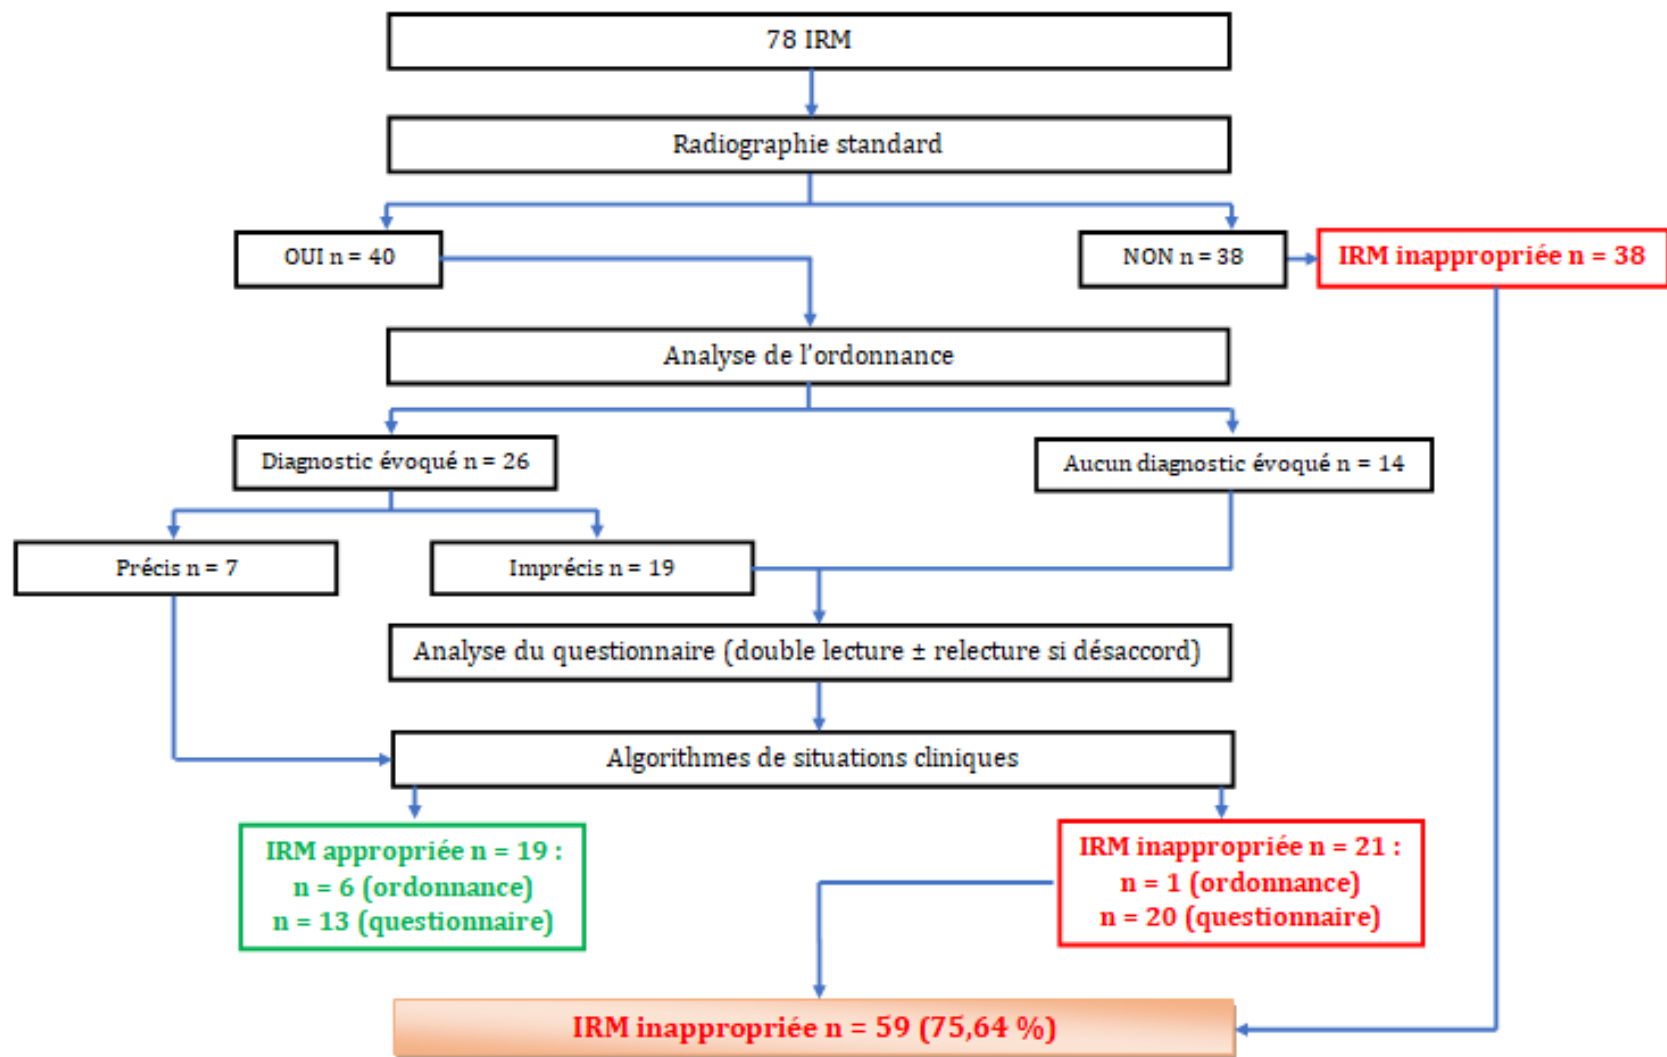 78 IRM
Radiographie standard
OUI n = 40
NON n = 38
IRM inappropriée n = 38
Analyse de l'ordonnance
Diagnostic évoqué n = 26
Aucun diagnostic évoqué n = 14
Précis n = 7
Imprécis n = 19
Analyse du questionnaire (double lecture ± relecture si désaccord)
Algorithmes de situations cliniques
IRM appropriée n = 19 :
n = 6 (ordonnance)
n = 13 (questionnaire)
IRM inappropriée n = 21 :
n = 1 (ordonnance)
n = 20 (questionnaire)
IRM inappropriée n = 59 (75,64 %)